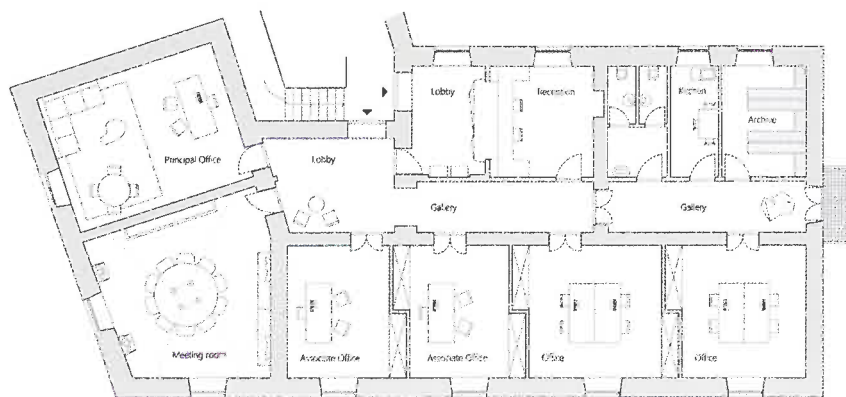 Lobby
Reception
Kitchen
Archive
Principal Office
Lobby
Gallery
Gallery
Meeting room
Associate Office
Associate Office
Office
Office